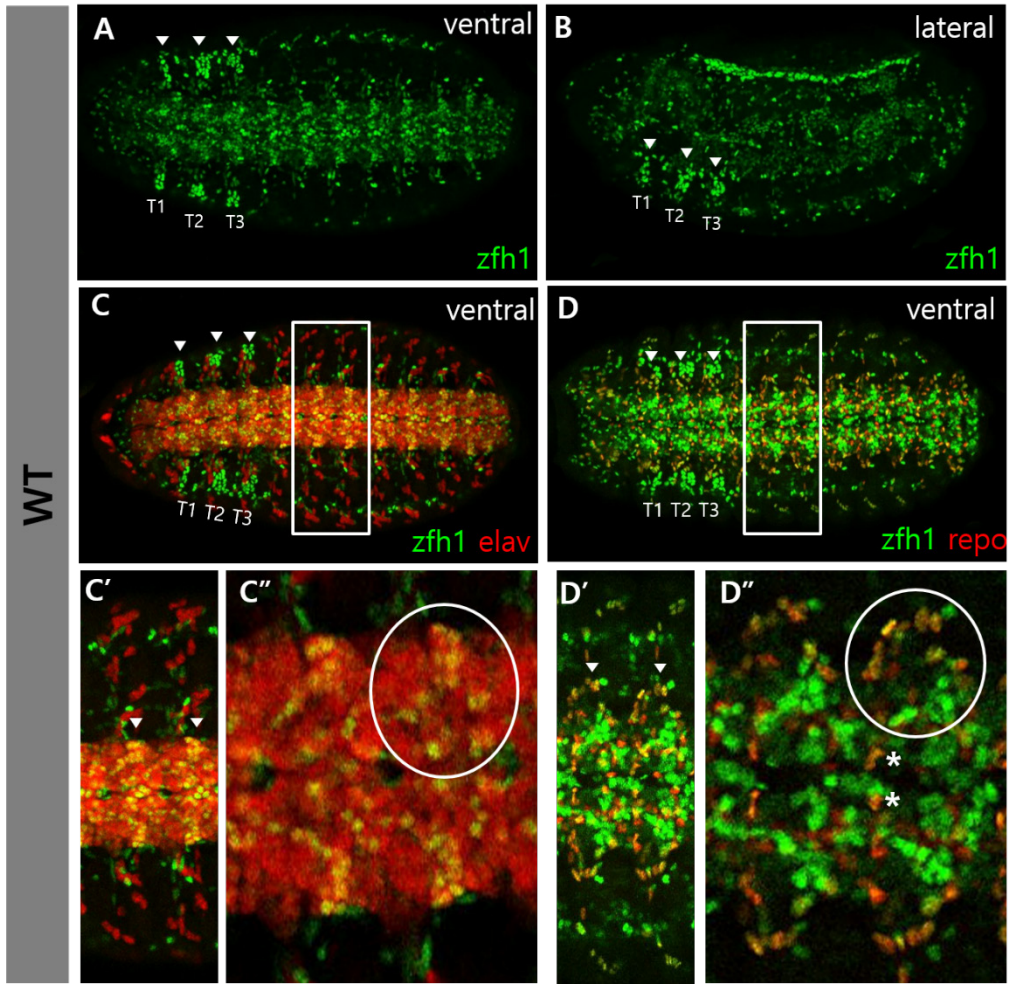 WT
A ventral
T1 T2 T3
zfh1
B lateral
T1 T2 T3
zfh1
C ventral
T1 T2 T3
zfh1 elav
D ventral
T1 T2 T3
zfh1 repo
C'
C"
D'
D"
*
*